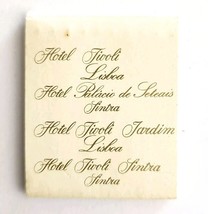 Hotel Tivoli
Lisboa
Hotel Palácio de Seteais
Sintra
Hotel Tivoli Jardim
Lisboa
Hotel Tivoli Sintra
Sintra